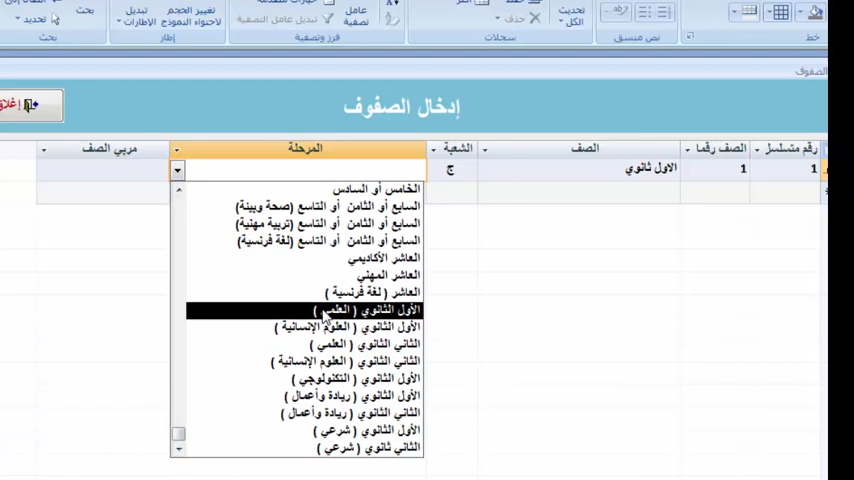 تحديث
الكل
حذف
سجلات
نص منسق
خط
عامل
تصفية
تبديل عامل التصفية
فرز وتصفية
تغيير الحجم
لاحتواء النموذج
تبديل
الإطارات
إطار
بحث
تحديد
بحث
الصفوف
إدخال الصفوف
إغلاق
رقم متسلسل
الصف رقما
الصف
الشعبة
المرحلة
مربي الصف
1
1
الاول ثانوي
ج
الخامس أو السادس
السابع أو الثامن أو التاسع (صحة وبيئة)
السابع أو الثامن أو التاسع (تربية مهنية)
السابع أو الثامن أو التاسع (لغة فرنسية)
العاشر الأكاديمي
العاشر المهني
العاشر ( لغة فرنسية )
الأول الثانوي ( العلمي )
الأول الثانوي ( العلوم الإنسانية )
الثاني الثانوي ( العلمي )
الثاني الثانوي ( العلوم الإنسانية )
الأول الثانوي ( التكنولوجي )
الأول الثانوي ( ريادة وأعمال )
الثاني الثانوي ( ريادة وأعمال )
الأول الثانوي ( شرعي )
الثاني ثانوي ( شرعي )